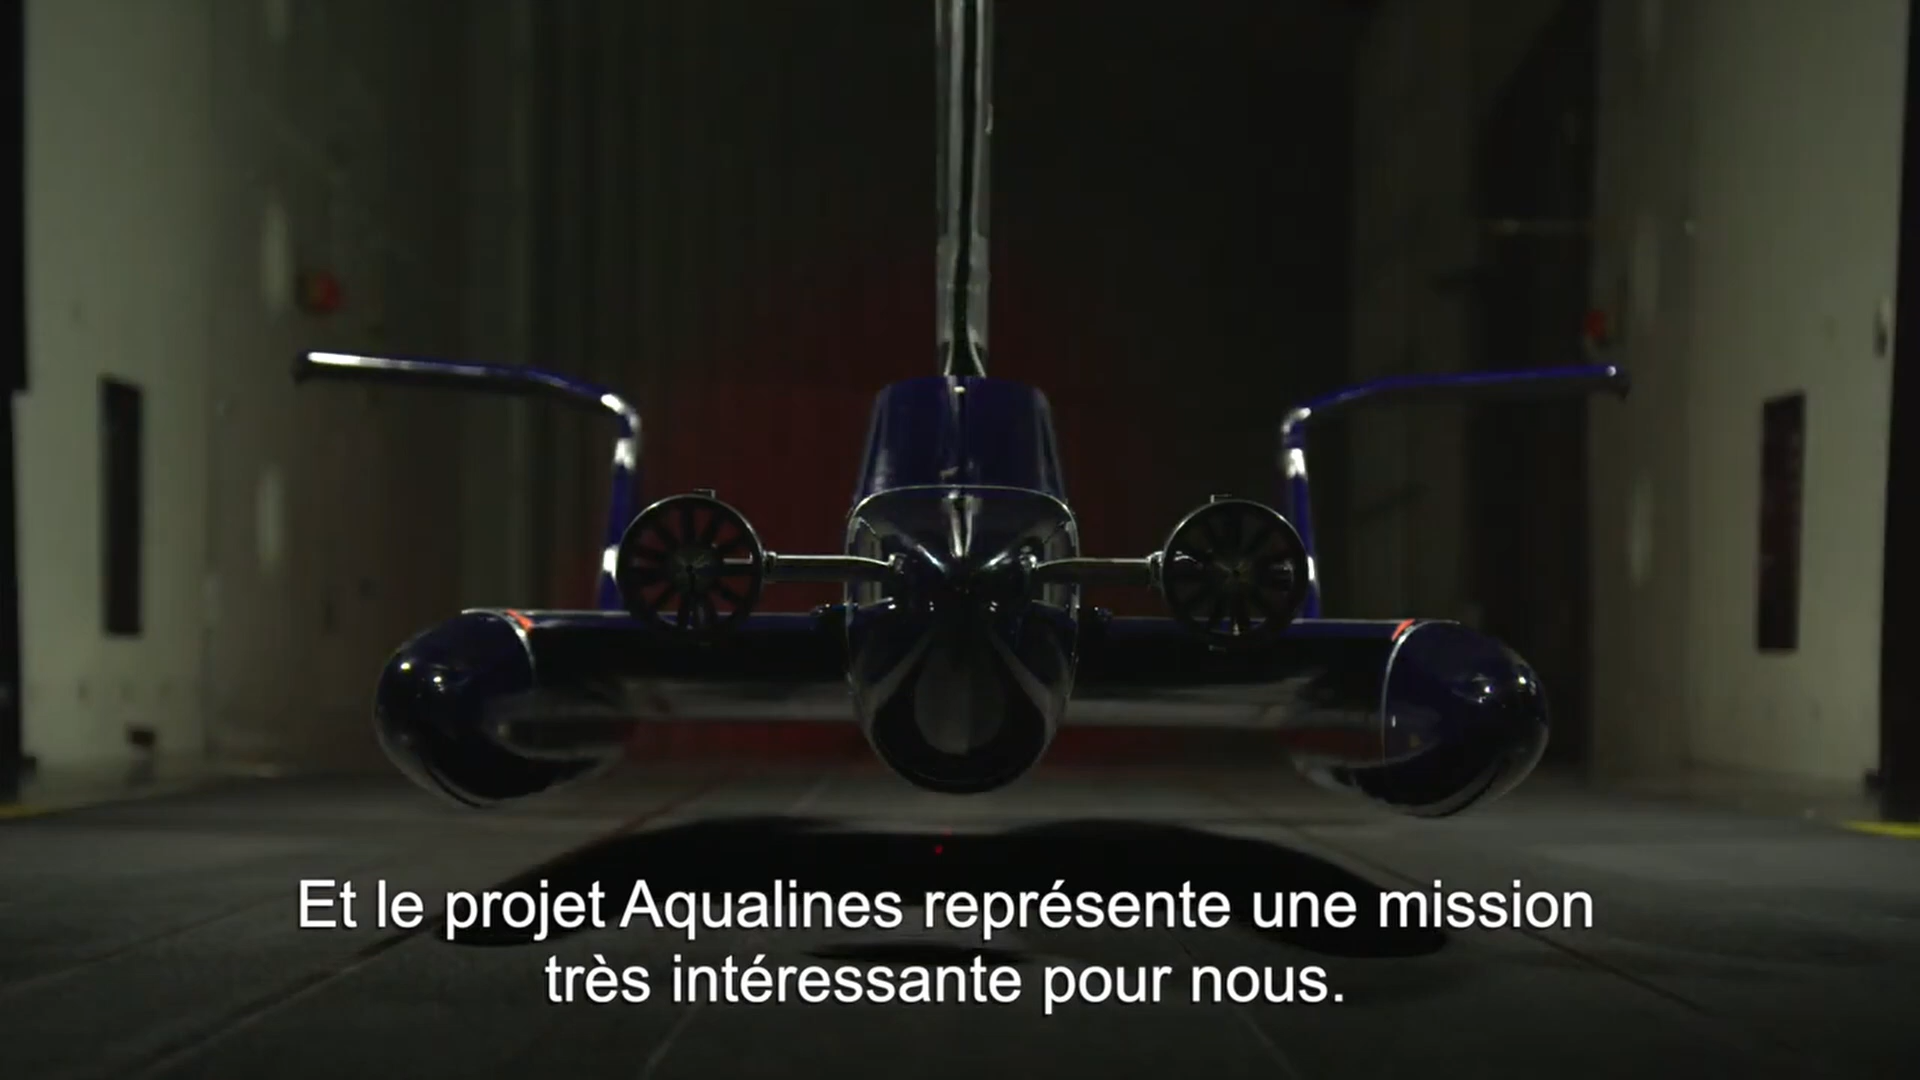 Et le projet Aqualines représente une mission
très intéressante pour nous.